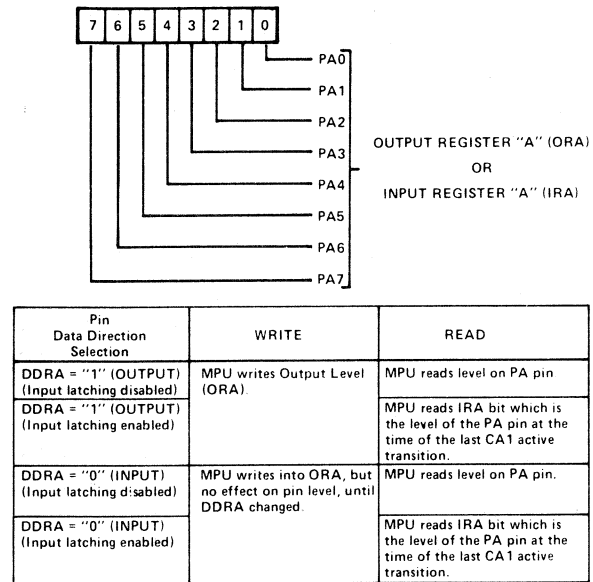 7 6 5 4 3 2 1 0
PA0
PA1
PA2
PA3
PA4
PA5
PA6
PA7
OUTPUT REGISTER "A" (ORA)
OR
INPUT REGISTER "A" (IRA)
Pin
Data Direction
Selection
WRITE
READ
DDRA = "1" (OUTPUT)
(Input latching disabled)
MPU writes Output Level
(ORA).
MPU reads level on PA pin.
DDRA = "1" (OUTPUT)
(Input latching enabled)
MPU reads IRA bit which is
the level of the PA pin at the
time of the last CA1 active
transition.
DDRA = "0" (INPUT)
(Input latching disabled)
MPU writes into ORA, but
no effect on pin level, until
DDRA changed.
MPU reads level on PA pin.
DDRA = "0" (INPUT)
(Input latching enabled)
MPU reads IRA bit which is
the level of the PA pin at the
time of the last CA1 active
transition.